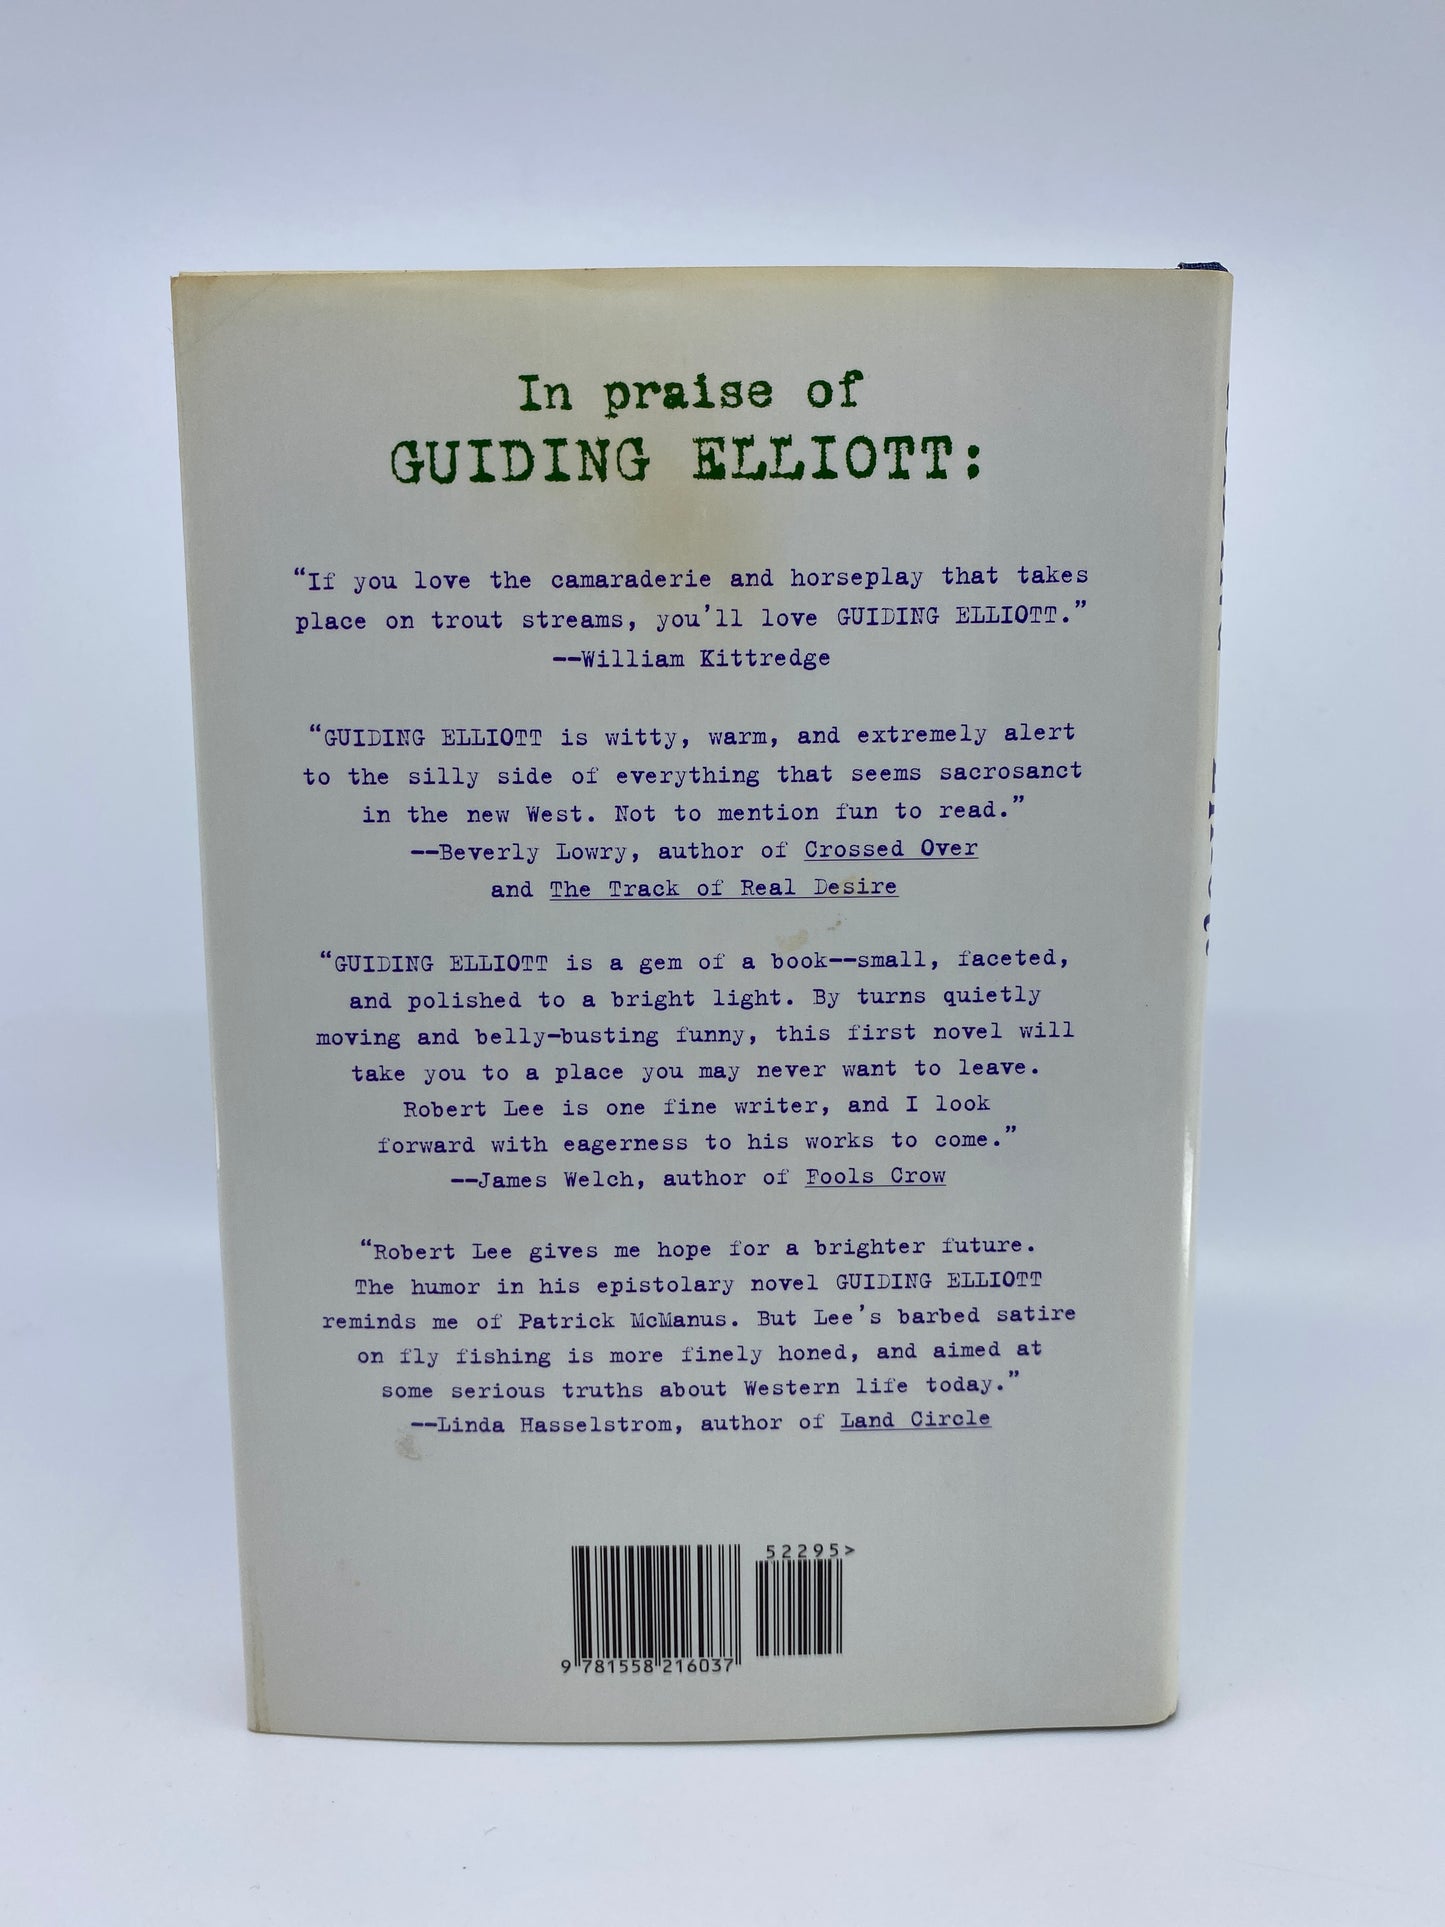 In praise of
GUIDING ELLIOTT:
“If you love the camaraderie and horseplay that takes
place on trout streams, you'll love GUIDING ELLIOTT.”
--William Kittredge
“GUIDING ELLIOTT is witty, warm, and extremely alert
to the silly side of everything that seems sacrosanct
in the new West. Not to mention fun to read.”
--Beverly Lowry, author of Crossed Over
and The Track of Real Desire
“GUIDING ELLIOTT is a gem of a book--small, faceted,
and polished to a bright light. By turns quietly
moving and belly-busting funny, this first novel will
take you to a place you may never want to leave.
Robert Lee is one fine writer, and I look
forward with eagerness to his works to come.”
--James Welch, author of Fools Crow
“Robert Lee gives me hope for a brighter future.
The humor in his epistolary novel GUIDING ELLIOTT
reminds me of Patrick McManus. But Lee's barbed satire
on fly fishing is more finely honed, and aimed at
some serious truths about Western life today.”
--Linda Hasselstrom, author of Land Circle
52295>
9 781558 216037